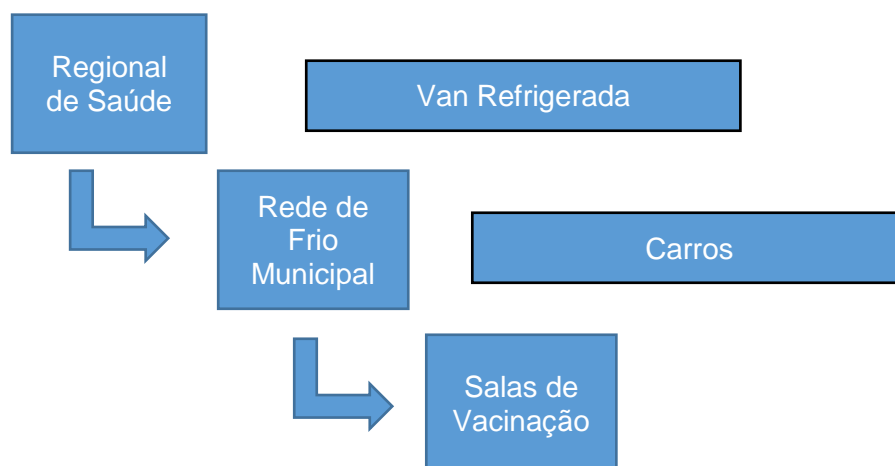 Regional
de Saúde
Van Refrigerada
Rede de
Frio
Municipal
Carros
Salas de
Vacinação